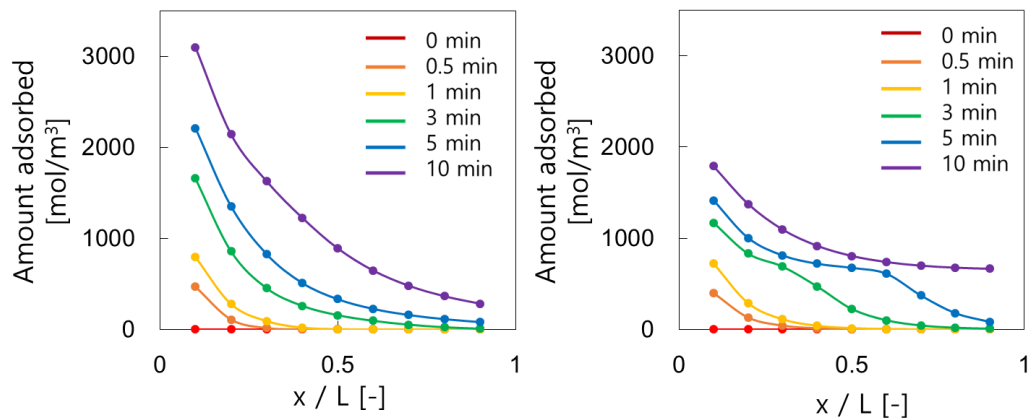 Amount adsorbed
[mol/m³]
3000
2000
1000
0
0
0.5
1
x / L [-]
0 min
0.5 min
1 min
3 min
5 min
10 min
Amount adsorbed
[mol/m³]
3000
2000
1000
0
0
0.5
1
x / L [-]
0 min
0.5 min
1 min
3 min
5 min
10 min